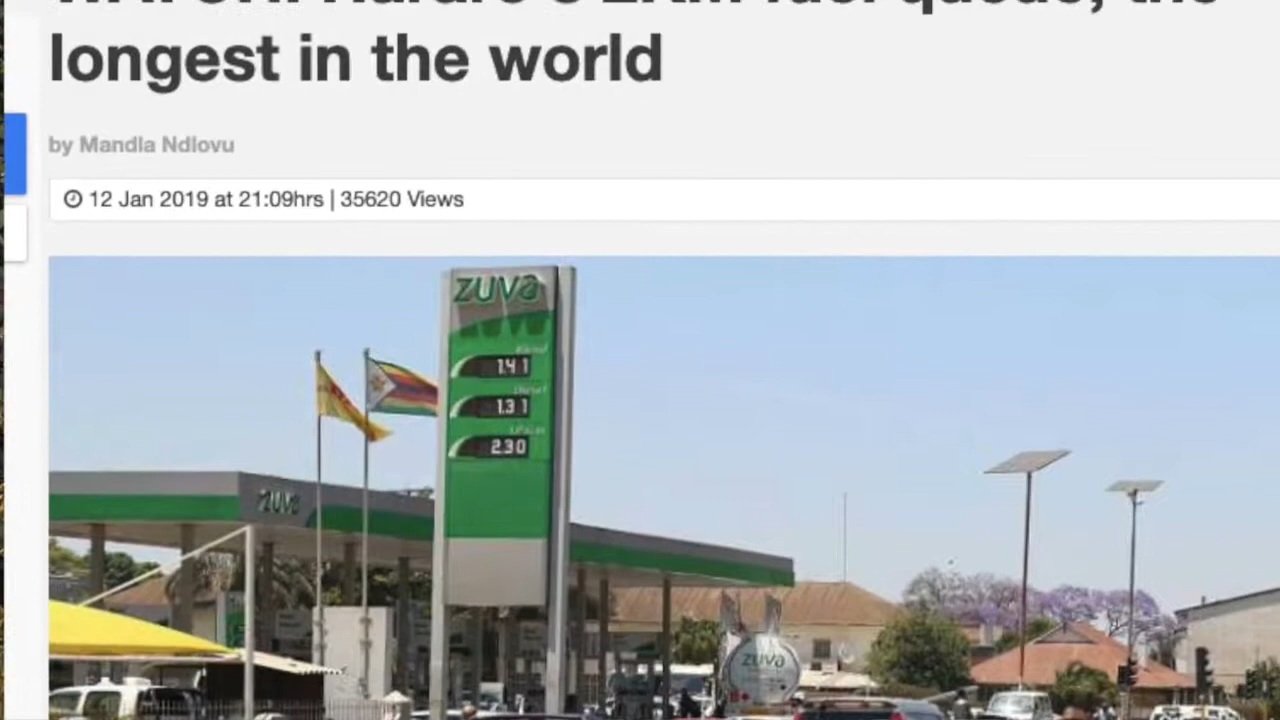 longest in the world
by Mandla Ndlovu
12 Jan 2019 at 21:09hrs | 35620 Views
zuva
1.41
1.31
2.30
zuva
zuva